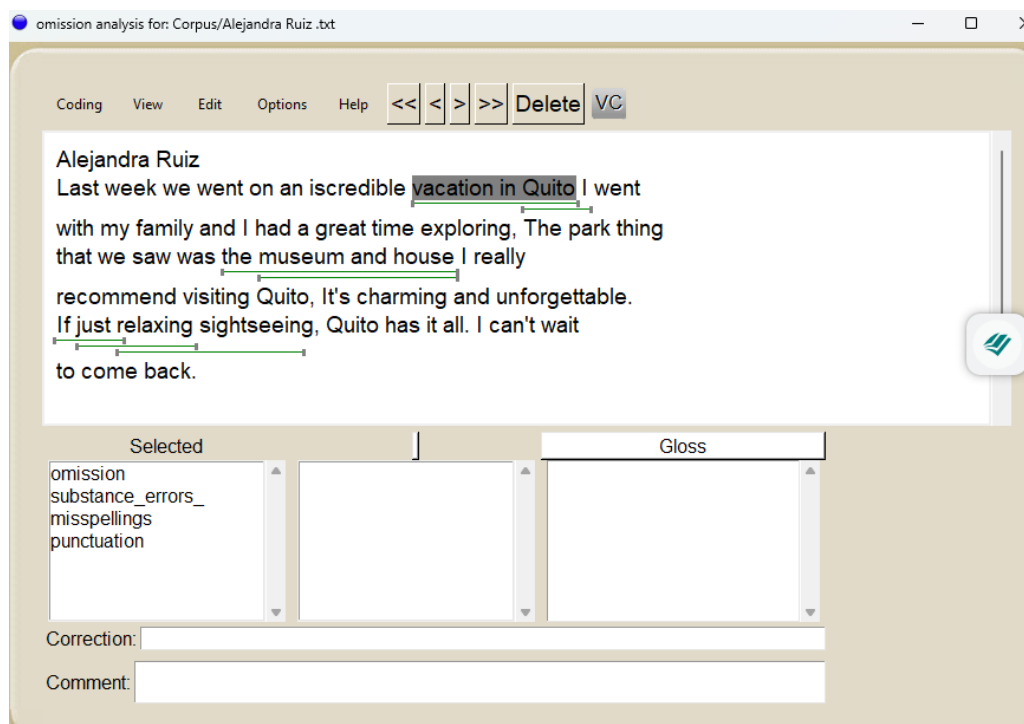 omission analysis for: Corpus/Alejandra Ruiz .txt
Coding View Edit Options Help << < > >> Delete VC
Alejandra Ruiz
Last week we went on an iscredible vacation in Quito I went
with my family and I had a great time exploring, The park thing
that we saw was the museum and house I really
recommend visiting Quito, It's charming and unforgettable.
If just relaxing sightseeing, Quito has it all. I can't wait
to come back.
Selected Gloss
omission
substance_errors_
misspellings
punctuation
Correction:
Comment: